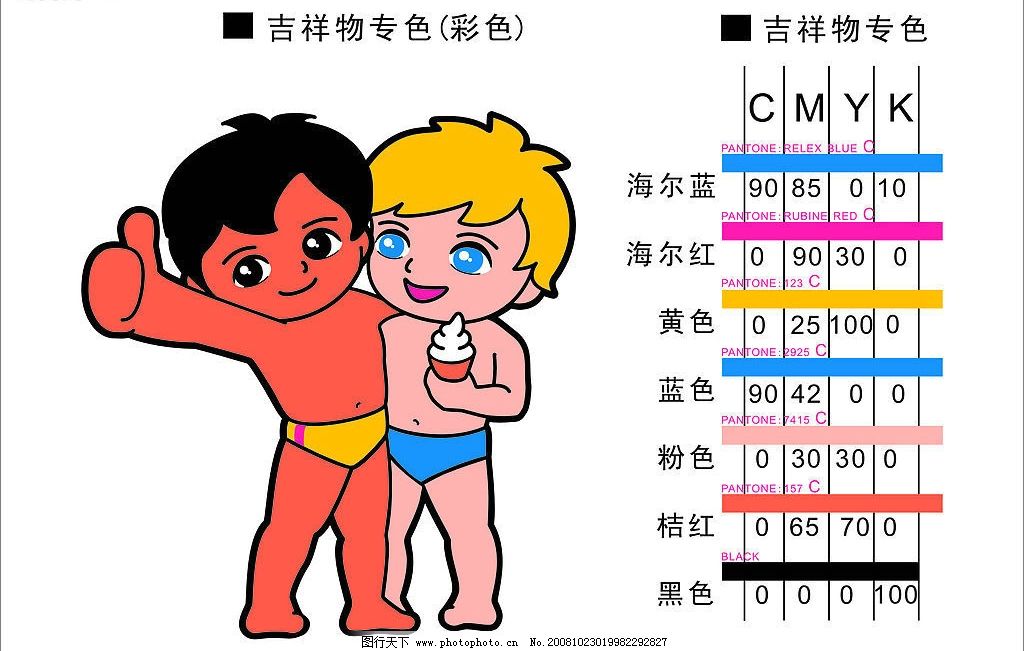 吉祥物专色(彩色)
吉祥物专色
C M Y K
PANTONE:RELEX BLUE C
海尔蓝 90 85 0 10
PANTONE:RUBINE RED C
海尔红 0 90 30 0
PANTONE:123 C
黄色 0 25 100 0
PANTONE:2925 C
蓝色 90 42 0 0
PANTONE:7415 C
粉色 0 30 30 0
PANTONE:157 C
桔红 0 65 70 0
BLACK
黑色 0 0 0 100
图行天下 www.photophoto.cn No.20081023019982292827